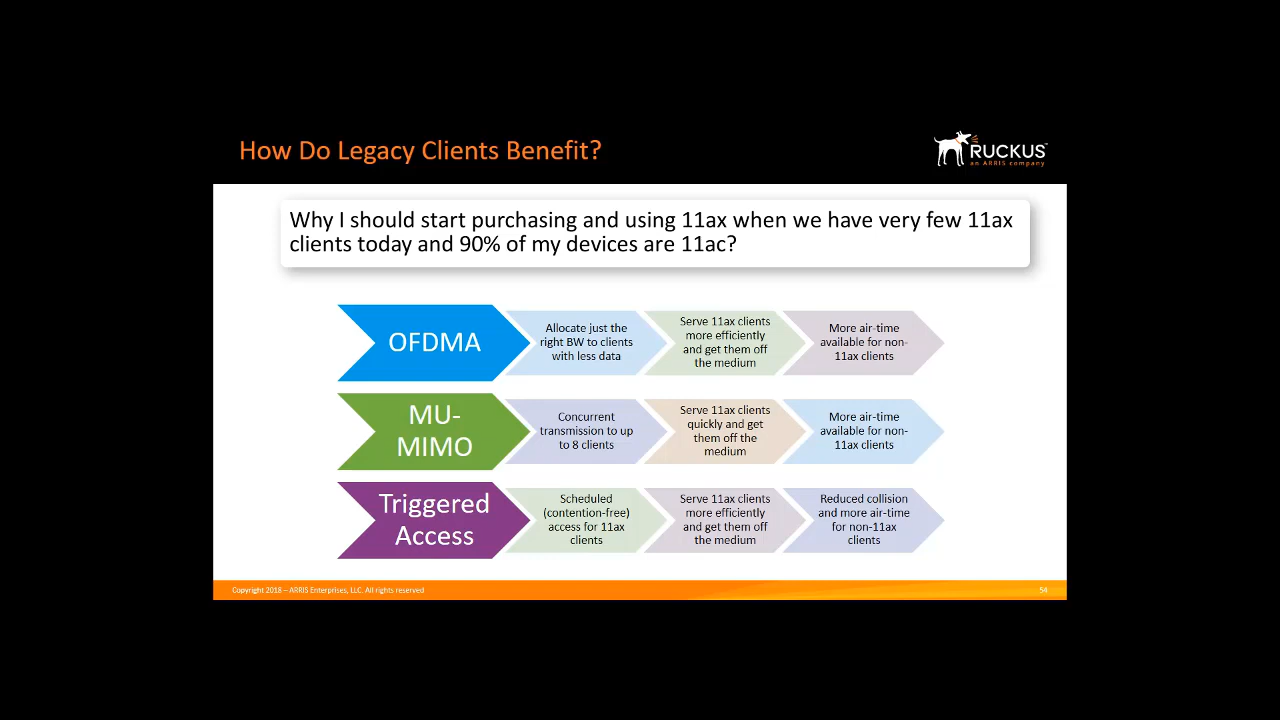 How Do Legacy Clients Benefit?
RUCKUS™
an ARRIS company
Why I should start purchasing and using 11ax when we have very few 11ax
clients today and 90% of my devices are 11ac?
OFDMA
Allocate just the
right BW to clients
with less data
Serve 11ax clients
more efficiently
and get them off
the medium
More air-time
available for non-
11ax clients
MU-
MIMO
Concurrent
transmission to up
to 8 clients
Serve 11ax clients
quickly and get
them off the
medium
More air-time
available for non-
11ax clients
Triggered
Access
Scheduled
(contention-free)
access for 11ax
clients
Serve 11ax clients
more efficiently
and get them off
the medium
Reduced collision
and more air-time
for non-11ax
clients
Copyright 2018 – ARRIS Enterprises, LLC. All rights reserved
54